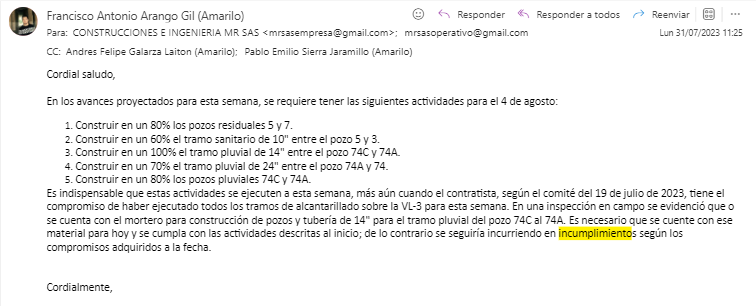 Francisco Antonio Arango Gil (Amarilo)
Responder
Responder a todos
Reenviar
Para: CONSTRUCCIONES E INGENIERIA MR SAS <mrsasempresa@gmail.com>; mrsasoperativo@gmail.com
Lun 31/07/2023 11:25
CC: Andres Felipe Galarza Laiton (Amarilo); Pablo Emilio Sierra Jaramillo (Amarilo)
Cordial saludo,
En los avances proyectados para esta semana, se requiere tener las siguientes actividades para el 4 de agosto:
1. Construir en un 80% los pozos residuales 5 y 7.
2. Construir en un 60% el tramo sanitario de 10" entre el pozo 5 y 3.
3. Construir en un 100% el tramo pluvial de 14" entre el pozo 74C y 74A.
4. Construir en un 70% el tramo pluvial de 24" entre el pozo 74A y 74.
5. Construir en un 80% los pozos pluviales 74C y 74A.
Es indispensable que estas actividades se ejecuten a esta semana, más aún cuando el contratista, según el comité del 19 de julio de 2023, tiene el
compromiso de haber ejecutado todos los tramos de alcantarillado sobre la VL-3 para esta semana. En una inspección en campo se evidenció que o
se cuenta con el mortero para construcción de pozos y tubería de 14" para el tramo pluvial del pozo 74C al 74A. Es necesario que se cuente con ese
material para hoy y se cumpla con las actividades descritas al inicio; de lo contrario se seguiría incurriendo en incumplimientos según los
compromisos adquiridos a la fecha.
Cordialmente,